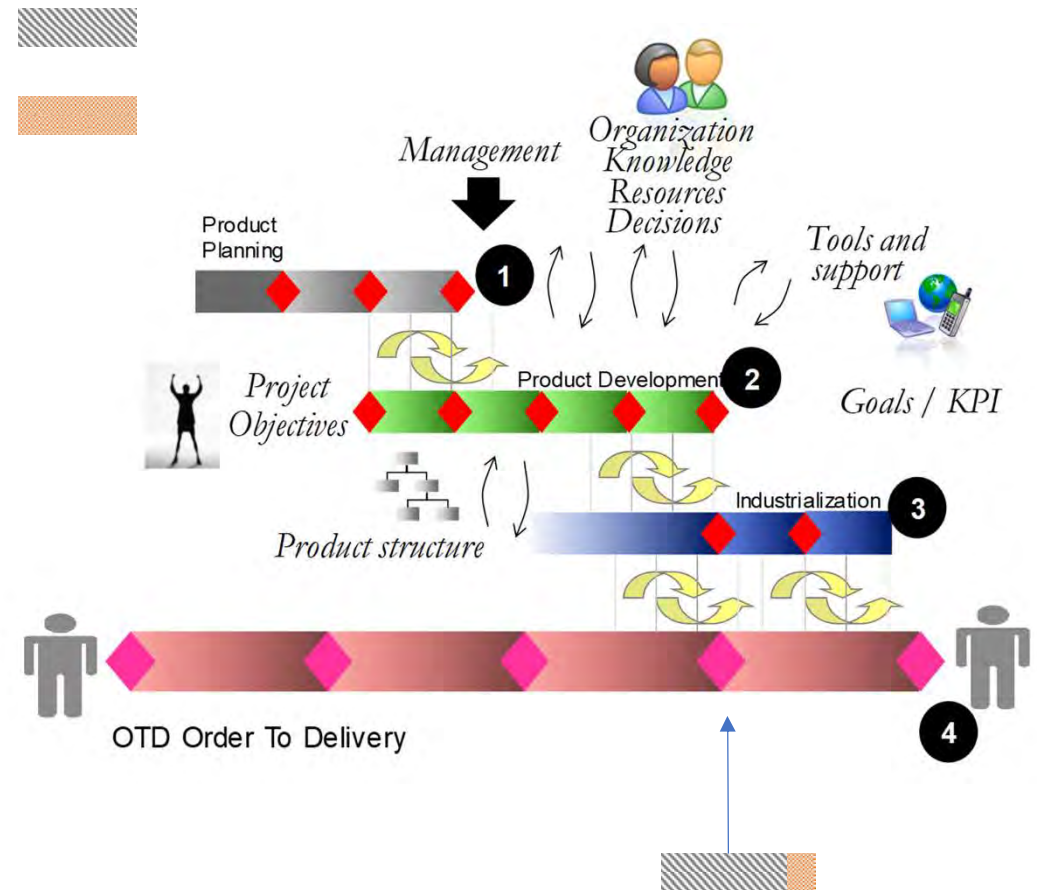 Organization
Knowledge
Resources
Decisions
Management
Product
Planning
Tools and
support
1
Product Development
2
Project
Objectives
Goals / KPI
Industrialization
3
Product structure
OTD Order To Delivery
4